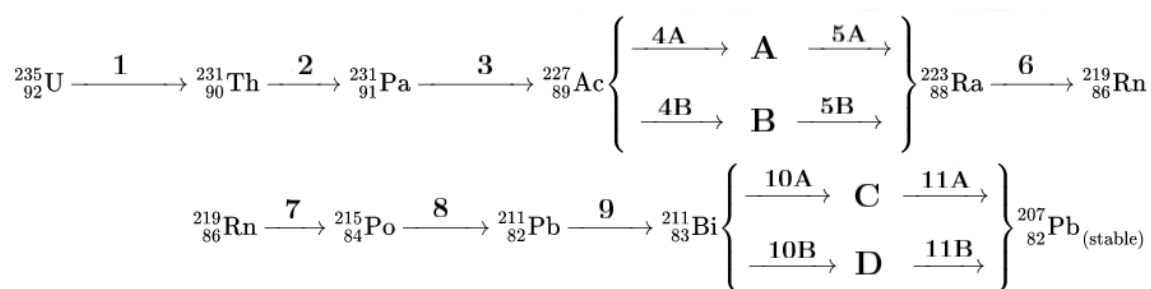 4A A 5A
²³⁵₉₂U 1 ²³¹₉₀Th 2 ²³¹₉₁Pa 3 ²²⁷₈₉Ac { } ²²³₈₈Ra 6 ²¹⁹₈₆Rn
4B B 5B
10A C 11A
²¹⁹₈₆Rn 7 ²¹⁵₈₄Po 8 ²¹¹₈₂Pb 9 ²¹¹₈₃Bi { } ²⁰⁷₈₂Pb(stable)
10B D 11B